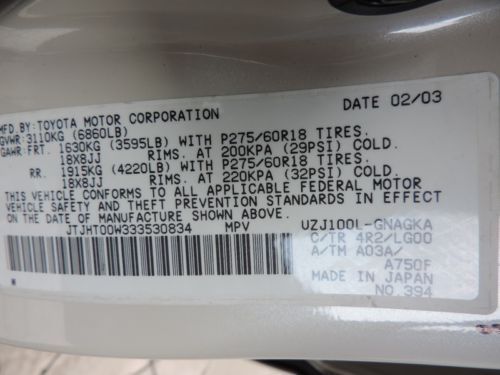 MFD.BY:TOYOTA MOTOR CORPORATION DATE 02/03
GVWR:3110KG (6860LB)
GAWR:FRT. 1630KG (3595LB) WITH P275/60R18 TIRES.
18X8JJ RIMS. AT 200KPA (29PSI) COLD.
RR. 1915KG (4220LB) WITH P275/60R18 TIRES.
18X8JJ RIMS. AT 220KPA (32PSI) COLD.
THIS VEHICLE CONFORMS TO ALL APPLICABLE FEDERAL MOTOR
VEHICLE SAFETY AND THEFT PREVENTION STANDARDS IN EFFECT
ON THE DATE OF MANUFACTURE SHOWN ABOVE.
JTJHT00W333530834 MPV UZJ100L-GNAGKA
C/TR 4R2/LG00
A/TM A03A/
A750F
MADE IN JAPAN
NO.394